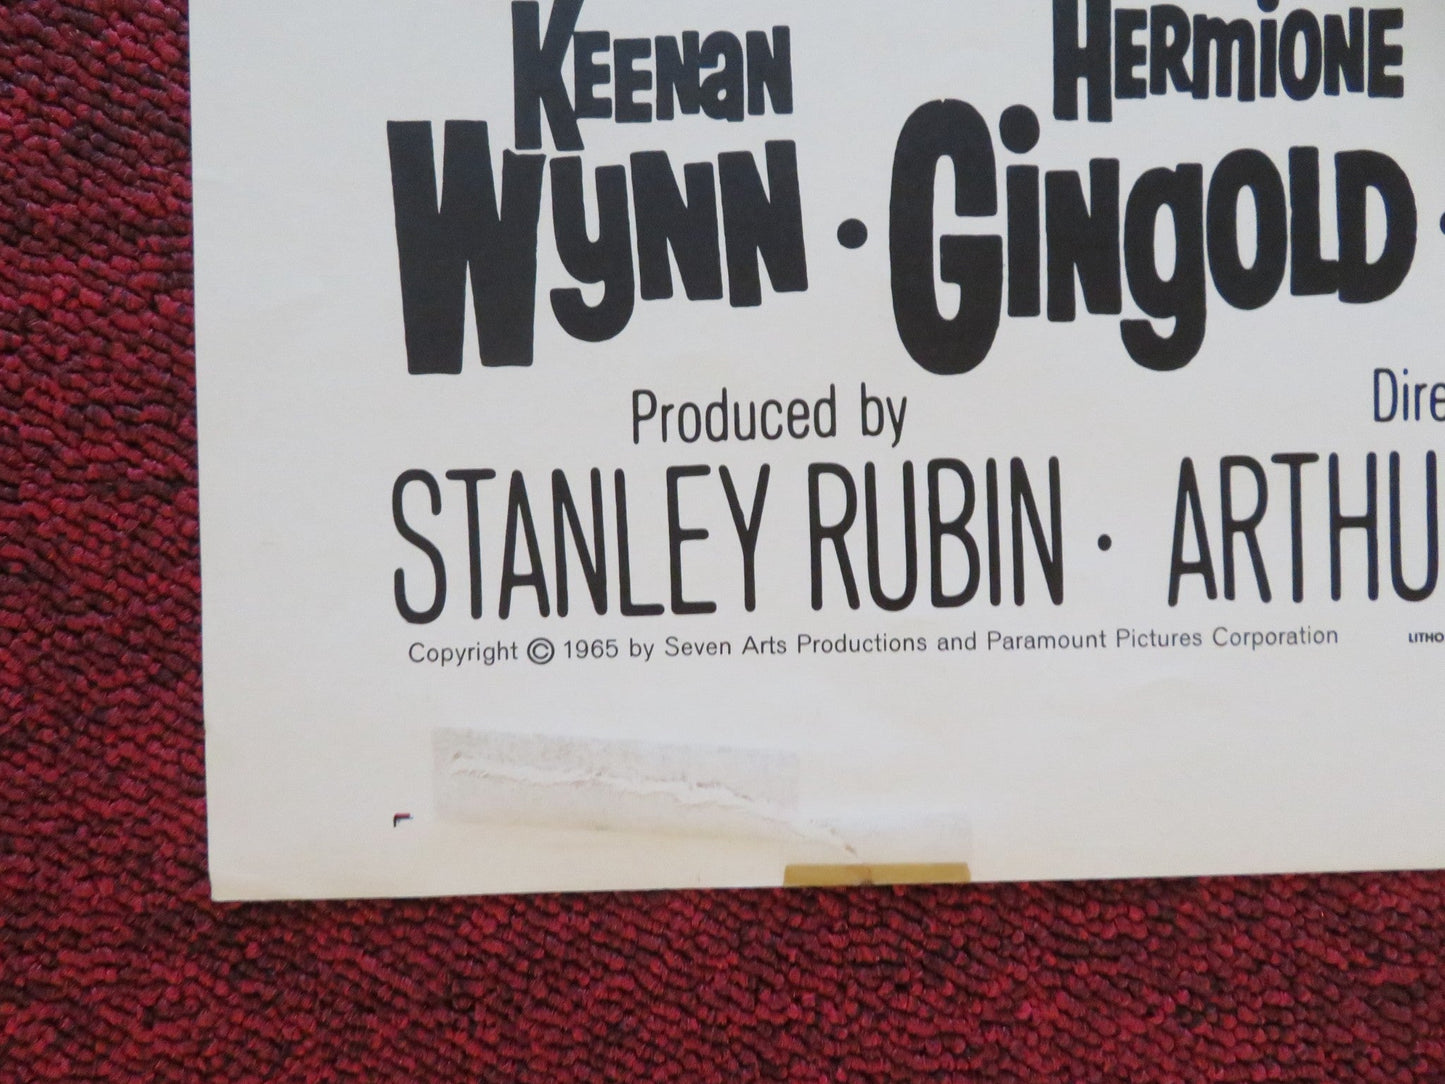 KEENAN HERMIONE
WYNN · GINGOLD ·
Produced by Dire
STANLEY RUBIN · ARTHU
Copyright © 1965 by Seven Arts Productions and Paramount Pictures Corporation LITHO